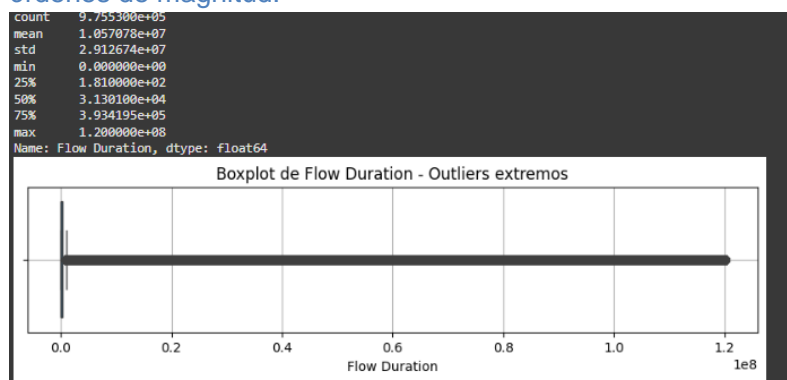 órdenes de magnitud.
count 9.755300e+05
mean 1.057078e+07
std 2.912674e+07
min 0.000000e+00
25% 1.810000e+02
50% 3.130100e+04
75% 3.934195e+05
max 1.200000e+08
Name: Flow Duration, dtype: float64
Boxplot de Flow Duration - Outliers extremos
0.0 0.2 0.4 0.6 0.8 1.0 1.2
1e8
Flow Duration